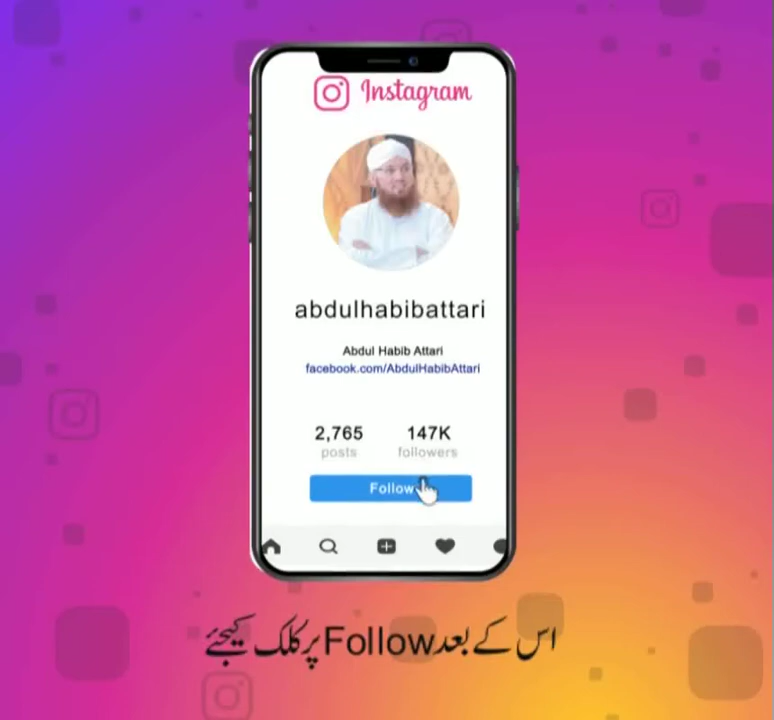 Instagram
abdulhabibattari
Abdul Habib Attari
facebook.com/AbdulHabibAttari
2,765 147K
posts followers
Follow
اس کے بعد Follow پر کلک کیجئے